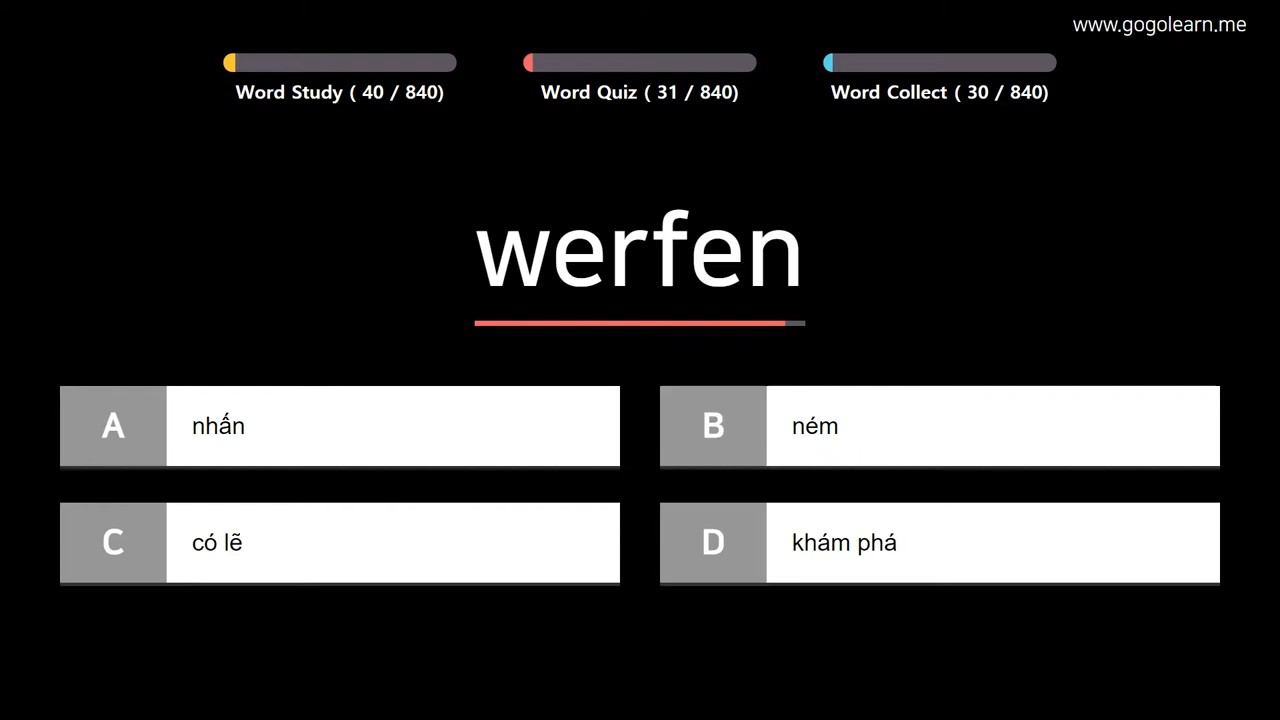 www.gogolearn.me
Word Study ( 40 / 840)
Word Quiz ( 31 / 840)
Word Collect ( 30 / 840)
werfen
A nhấn
B ném
C có lẽ
D khám phá